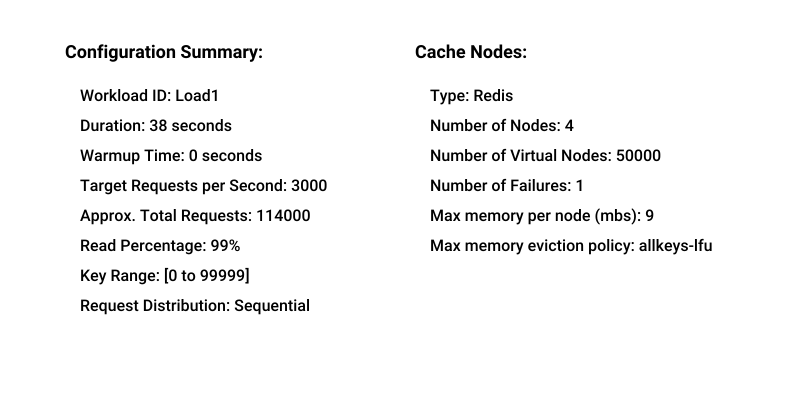 Configuration Summary:
Workload ID: Load1
Duration: 38 seconds
Warmup Time: 0 seconds
Target Requests per Second: 3000
Approx. Total Requests: 114000
Read Percentage: 99%
Key Range: [0 to 99999]
Request Distribution: Sequential
Cache Nodes:
Type: Redis
Number of Nodes: 4
Number of Virtual Nodes: 50000
Number of Failures: 1
Max memory per node (mbs): 9
Max memory eviction policy: allkeys-lfu